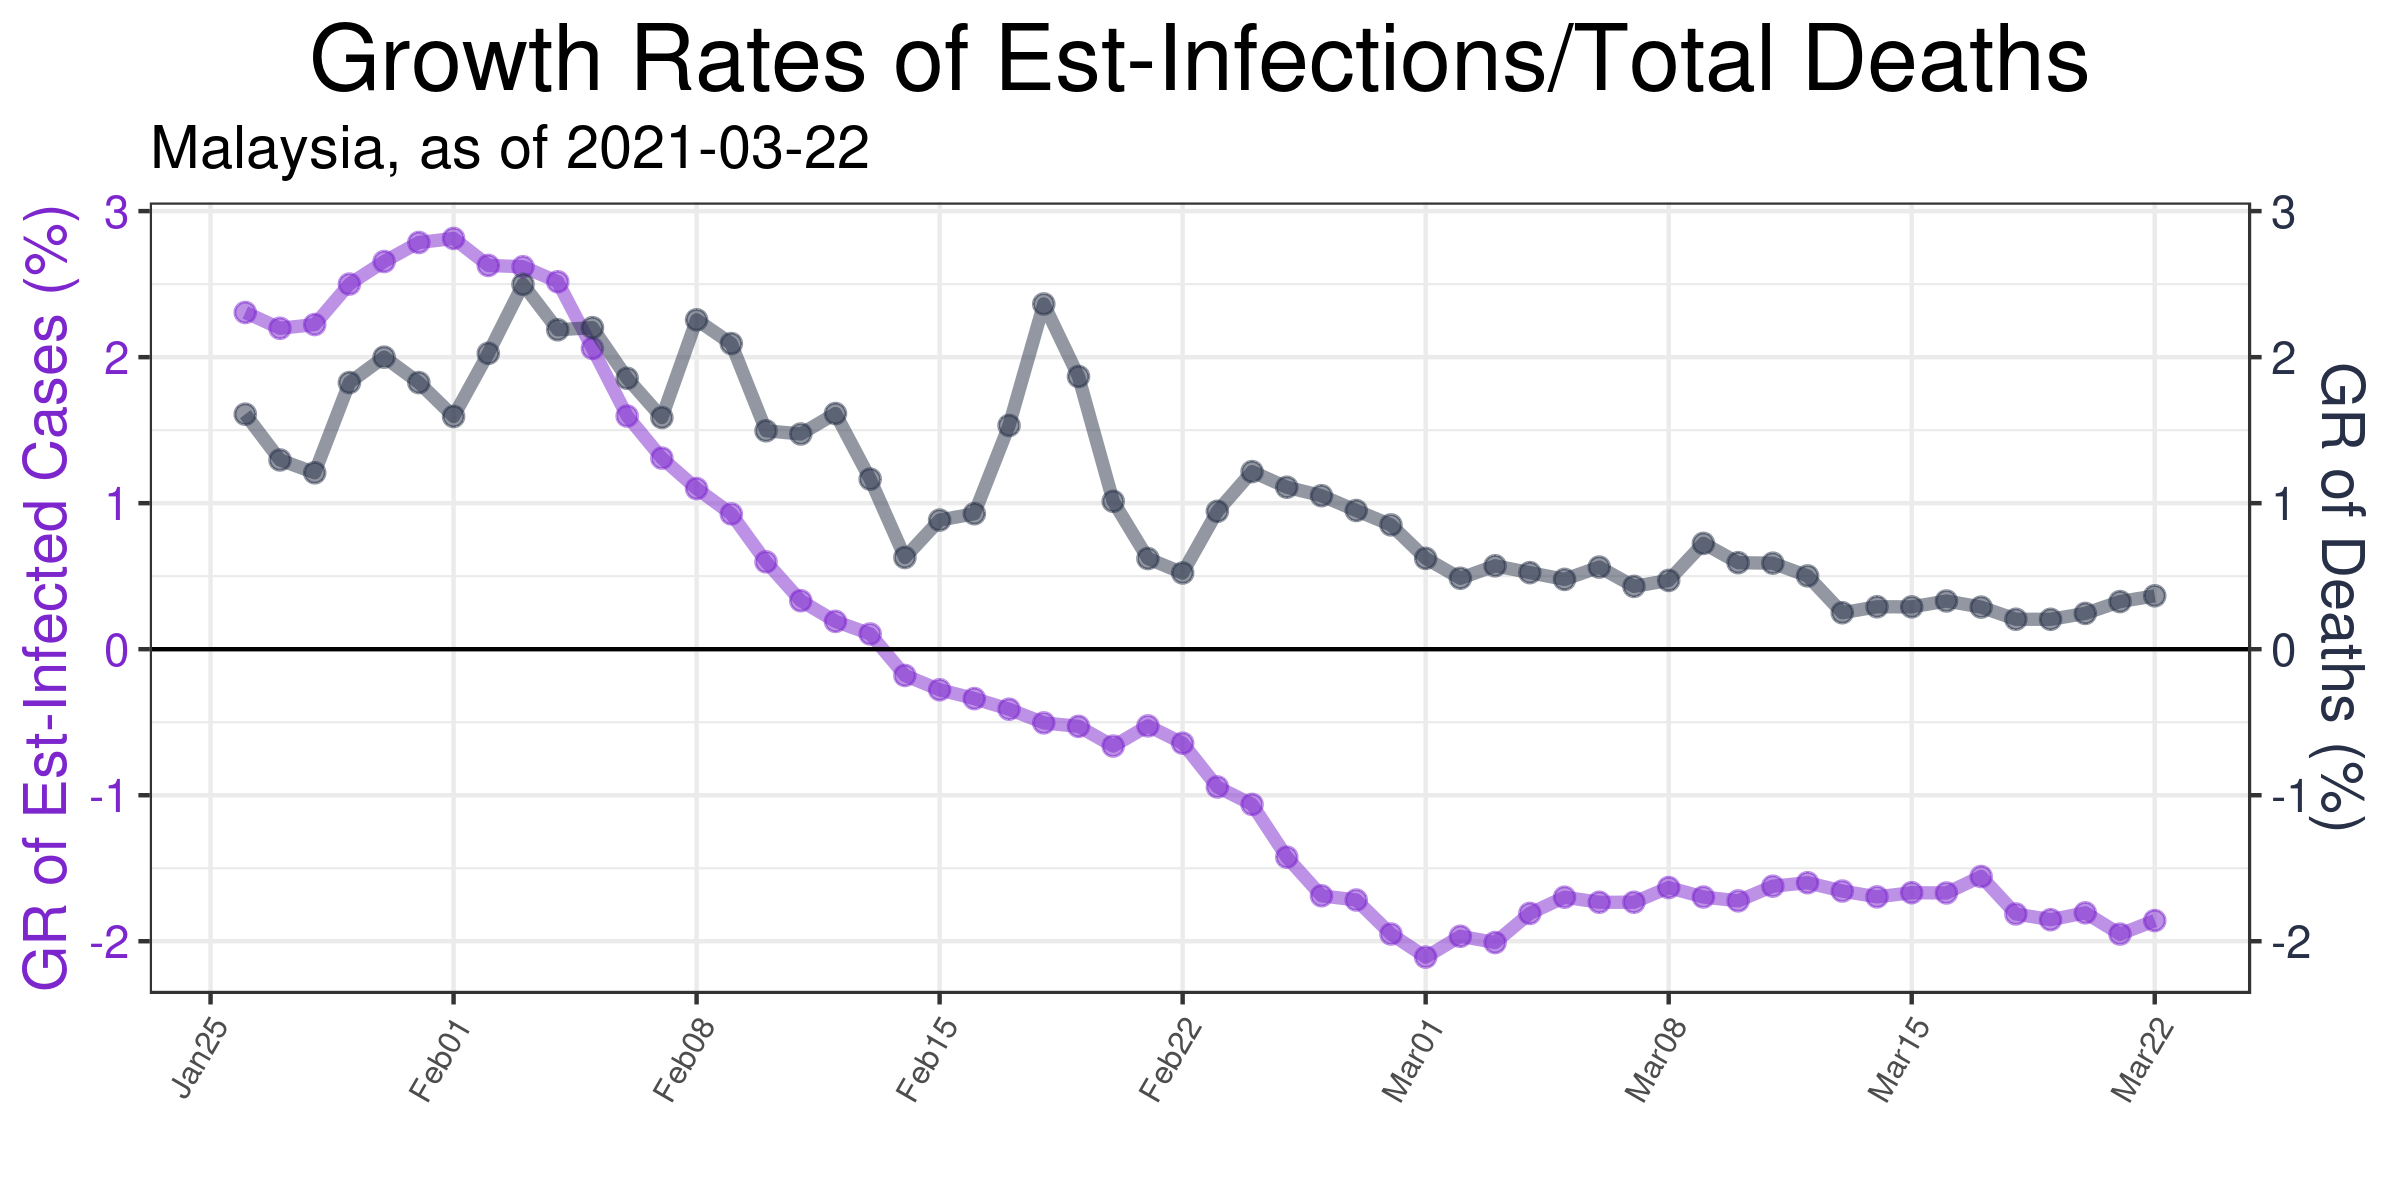 Growth Rates of Est-Infections/Total Deaths
Malaysia, as of 2021-03-22
GR of Est-Infected Cases (%)
3
2
1
0
-1
-2
3
2
1
0
-1
-2
GR of Deaths (%)
Jan25
Feb01
Feb08
Feb15
Feb22
Mar01
Mar08
Mar15
Mar22